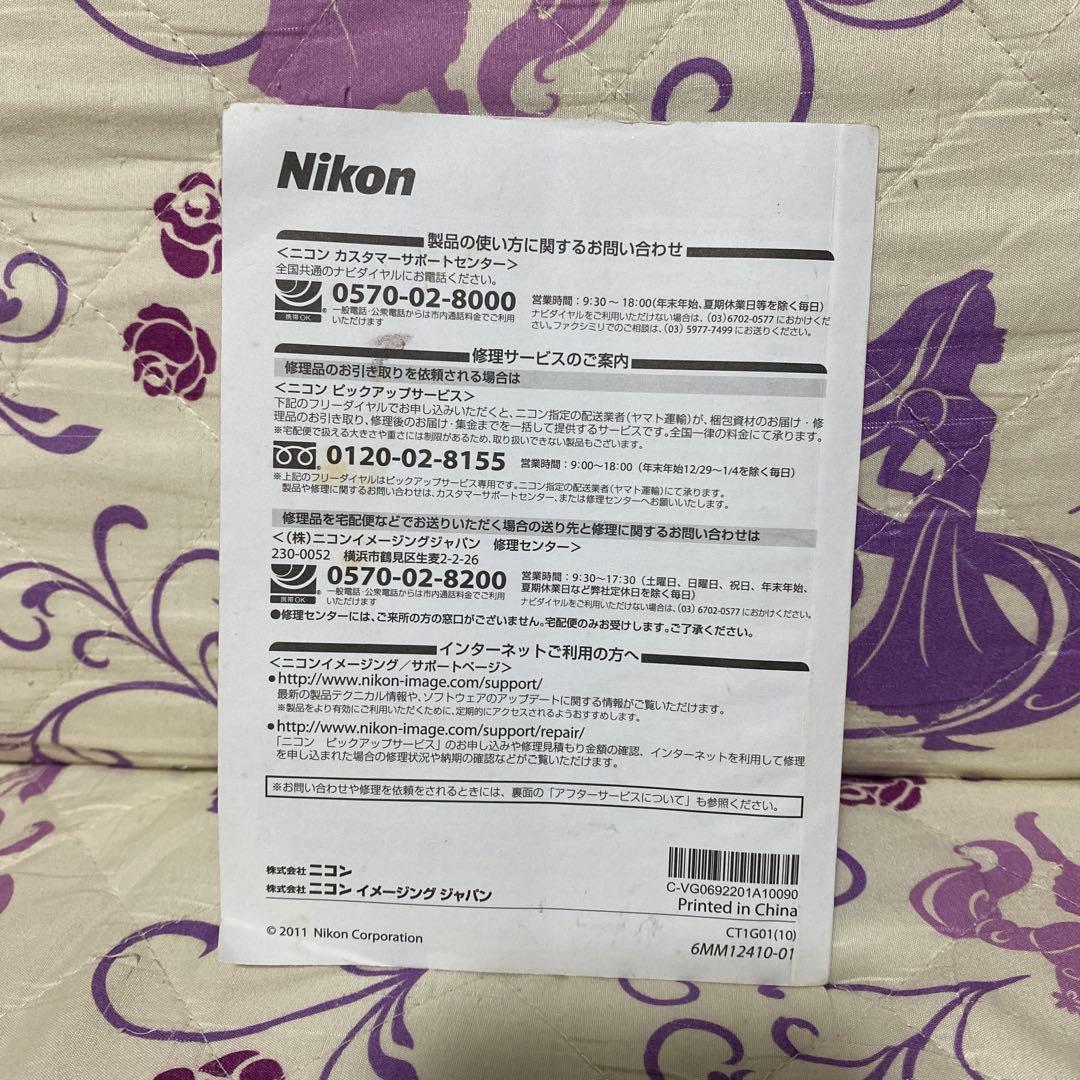 Nikon
製品の使い方に関するお問い合わせ
<ニコン カスタマーサポートセンター>
全国共通のナビダイヤルにお電話ください。
携帯OK
0570-02-8000
一般電話・公衆電話からは市内通話料金でご利用
いただけます
営業時間：9:30～18:00(年末年始、夏期休業日等を除く毎日)
ナビダイヤルをご利用いただけない場合は、(03)6702-0577 におかけくだ
さい。ファクシミリでのご相談は、(03) 5977-7499 にお送りください。
修理サービスのご案内
修理品のお引き取りを依頼される場合は
<ニコン ピックアップサービス>
下記のフリーダイヤルでお申し込みいただくと、ニコン指定の配送業者(ヤマト運輸)が、梱包資材のお届け・修
理品のお引き取り、修理後のお届け・集金までを一括して提供するサービスです。全国一律の料金にて承ります。
※宅配便で扱える大きさや重さには制限があるため、取り扱いできない製品もございます。
0120-02-8155
営業時間：9:00～18:00 (年末年始12/29～1/4を除く毎日)
※上記のフリーダイヤルはピックアップサービス専用です。ニコン指定の配送業者(ヤマト運輸)にて承ります。
製品や修理に関するお問い合わせは、カスタマーサポートセンター、または修理センターへお願いいたします。
修理品を宅配便などでお送りいただく場合の送り先と修理に関するお問い合わせは
<(株)ニコンイメージングジャパン 修理センター>
230-0052 横浜市鶴見区生麦2-2-26
携帯OK
0570-02-8200
一般電話・公衆電話からは市内通話料金でご利用
いただけます
営業時間：9:30～17:30 (土曜日、日曜日、祝日、年末年始、
夏期休業日など弊社定休日を除く毎日)
ナビダイヤルをご利用いただけない場合は、(03) 6702-0577 におかけください。
●修理センターには、ご来所の方の窓口がございません。宅配便のみお受けします。ご了承ください。
インターネットご利用の方へ
<ニコンイメージング／サポートページ>
●http://www.nikon-image.com/support/
最新の製品テクニカル情報や、ソフトウェアのアップデートに関する情報がご覧いただけます。
※製品をより有効にご利用いただくために、定期的にアクセスされるようおすすめします。
●http://www.nikon-image.com/support/repair/
「ニコン ピックアップサービス」のお申し込みや修理見積もり金額の確認、インターネットを利用して修理
を申し込まれた場合の修理状況や納期の確認などがご覧いただけます。
※お問い合わせや修理を依頼をされるときには、裏面の「アフターサービスについて」も参照ください。
株式会社 ニコン
株式会社 ニコン イメージング ジャパン
C-VG0692201A10090
Printed in China
CT1G01(10)
6MM12410-01
© 2011 Nikon Corporation